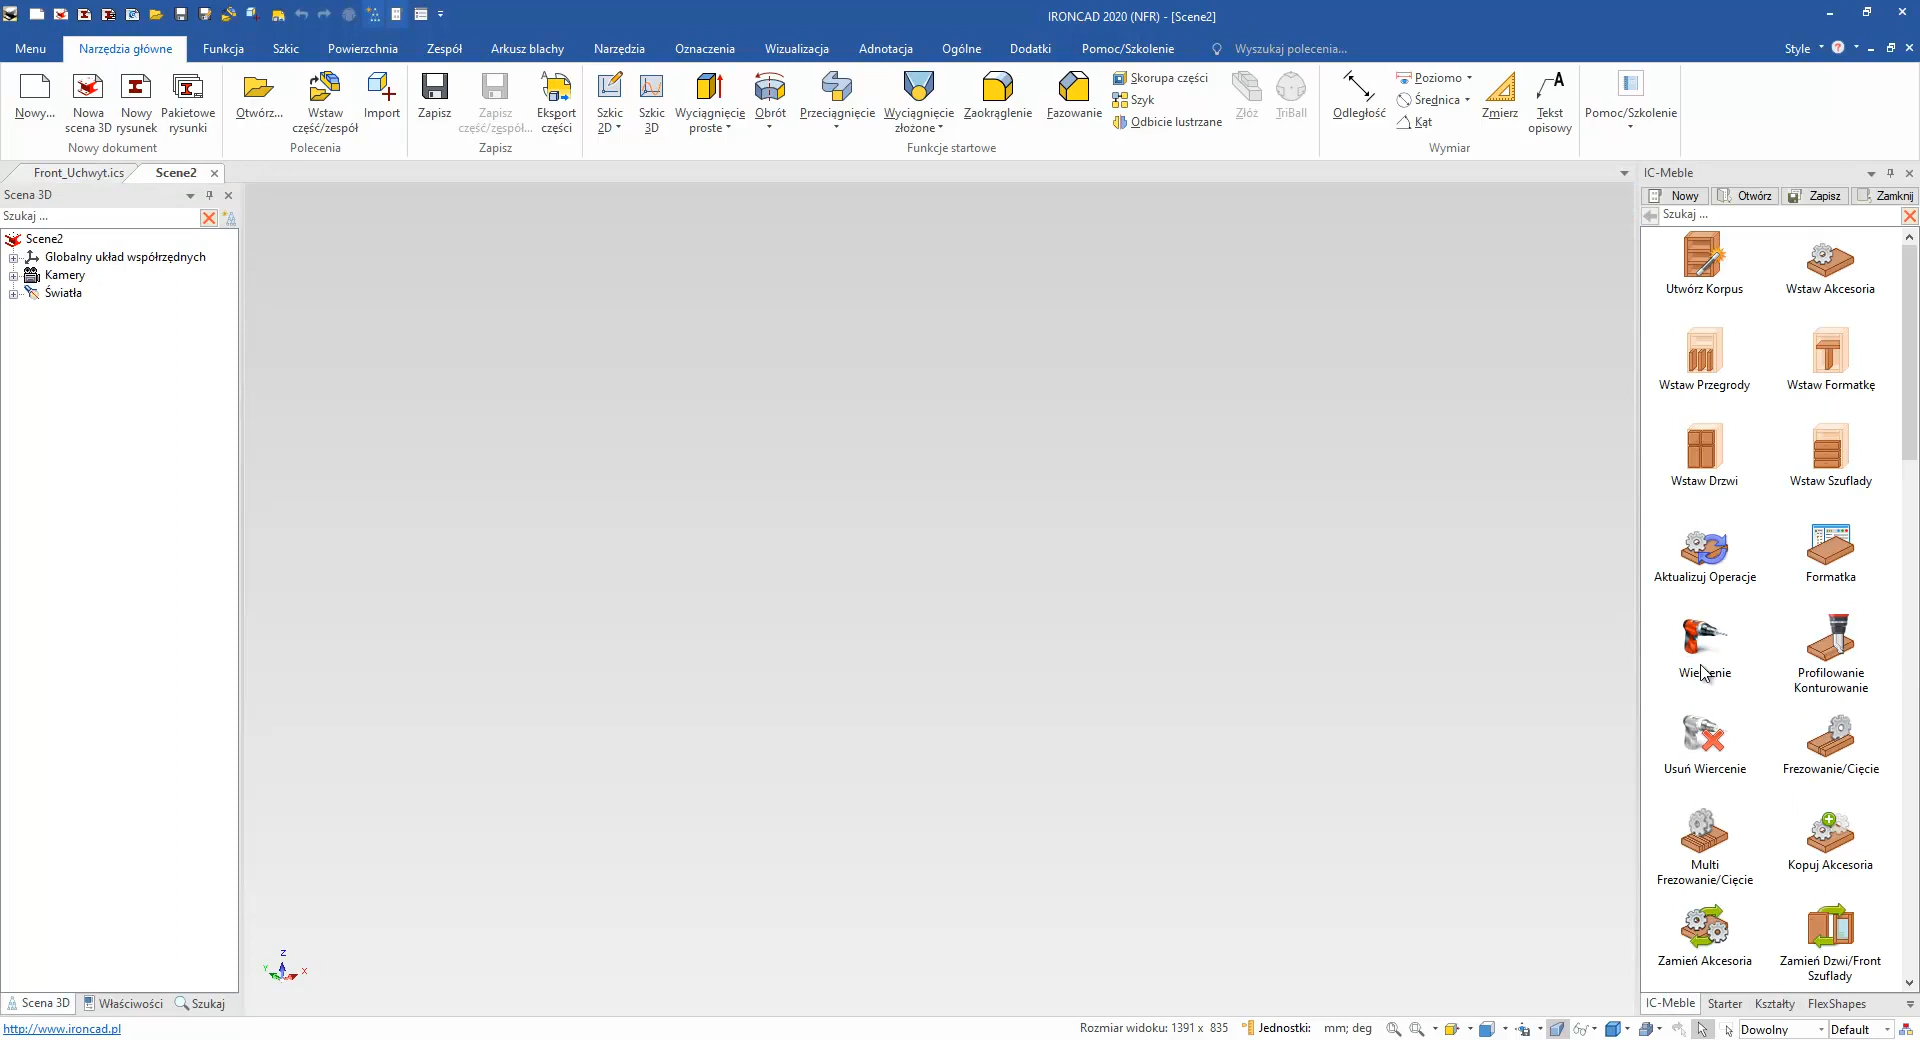 IRONCAD 2020 (NFR) - [Scene2]
Menu Narzędzia główne Funkcja Szkic Powierzchnia Zespół Arkusz blachy Narzędzia Oznaczenia Wizualizacja Adnotacja Ogólne Dodatki Pomoc/Szkolenie Wyszukaj polecenia... Style
Nowy... Nowa scena 3D Nowy rysunek Pakietowe rysunki
Nowy dokument
Otwórz... Wstaw część/zespół Import
Polecenia
Zapisz Zapisz część/zespół... Eksport części
Zapisz
Szkic 2D Szkic 3D Wyciągnięcie proste Obrót Przeciągnięcie Wyciągnięcie złożone Zaokrąglenie Fazowanie
Skorupa części
Szyk
Odbicie lustrzane
Złóż TriBall
Funkcje startowe
Odległość
Poziomo
Średnica
Kąt
Zmierz Tekst opisowy
Wymiar
Pomoc/Szkolenie
Front_Uchwyt.ics Scene2
Scena 3D
Szukaj ...
Scene2
Globalny układ współrzędnych
Kamery
Światła
Z
Y
X
IC-Meble
Nowy Otwórz Zapisz Zamknij
Szukaj ...
Utwórz Korpus Wstaw Akcesoria
Wstaw Przegrody Wstaw Formatkę
Wstaw Drzwi Wstaw Szuflady
Aktualizuj Operacje Formatka
Wiercenie Profilowanie
Konturowanie
Usuń Wiercenie Frezowanie/Cięcie
Multi Kopuj Akcesoria
Frezowanie/Cięcie
Zamień Akcesoria Zamień Dzwi/Front
Szuflady
Scena 3D Właściwości Szukaj
IC-Meble Starter Kształty FlexShapes
http://www.ironcad.pl
Rozmiar widoku: 1391 x 835 Jednostki: mm; deg Dowolny Default